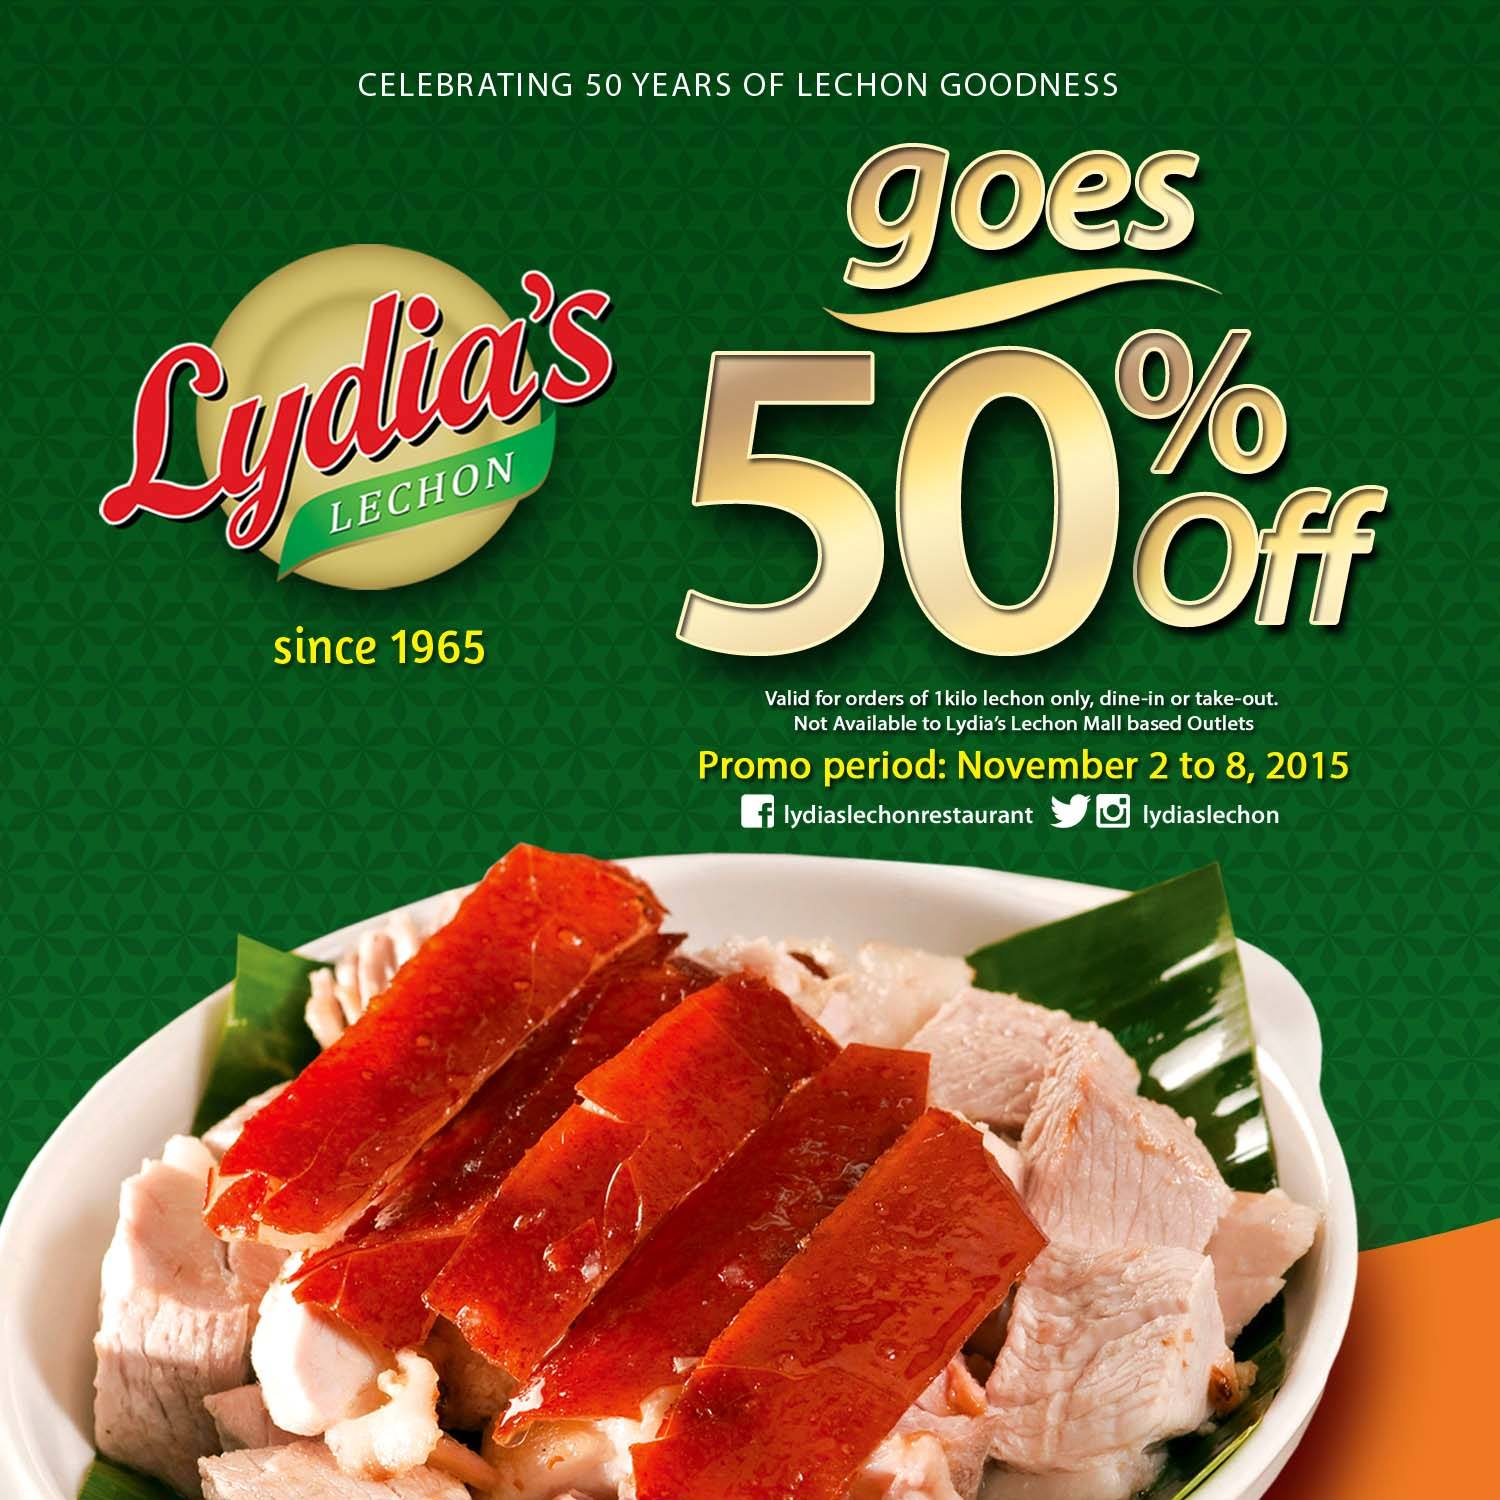 CELEBRATING 50 YEARS OF LECHON GOODNESS
Lydia's
LECHON
since 1965
goes
50%
Off
Valid for orders of 1kilo lechon only, dine-in or take-out.
Not Available to Lydia's Lechon Mall based Outlets
Promo period: November 2 to 8, 2015
lydiaslechonrestaurant lydiaslechon